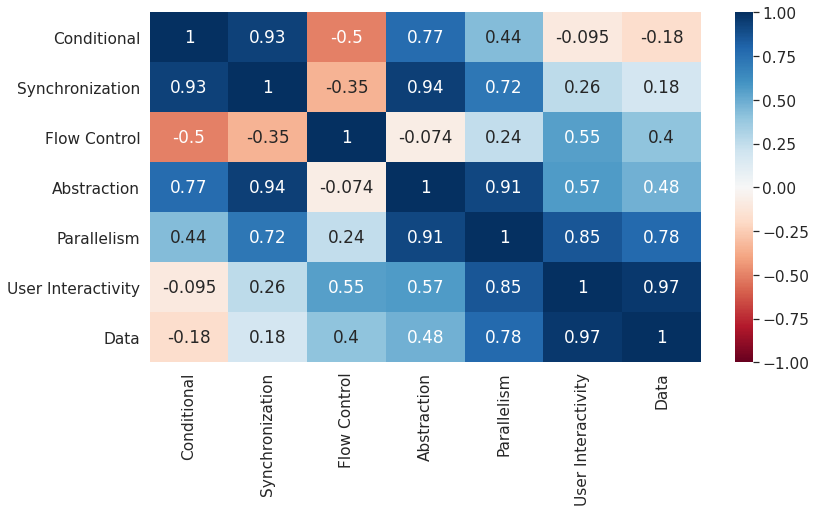 Conditional 1 0.93 -0.5 0.77 0.44 -0.095 -0.18
Synchronization 0.93 1 -0.35 0.94 0.72 0.26 0.18
Flow Control -0.5 -0.35 1 -0.074 0.24 0.55 0.4
Abstraction 0.77 0.94 -0.074 1 0.91 0.57 0.48
Parallelism 0.44 0.72 0.24 0.91 1 0.85 0.78
User Interactivity -0.095 0.26 0.55 0.57 0.85 1 0.97
Data -0.18 0.18 0.4 0.48 0.78 0.97 1
Conditional
Synchronization
Flow Control
Abstraction
Parallelism
User Interactivity
Data
1.00
0.75
0.50
0.25
0.00
−0.25
−0.50
−0.75
−1.00